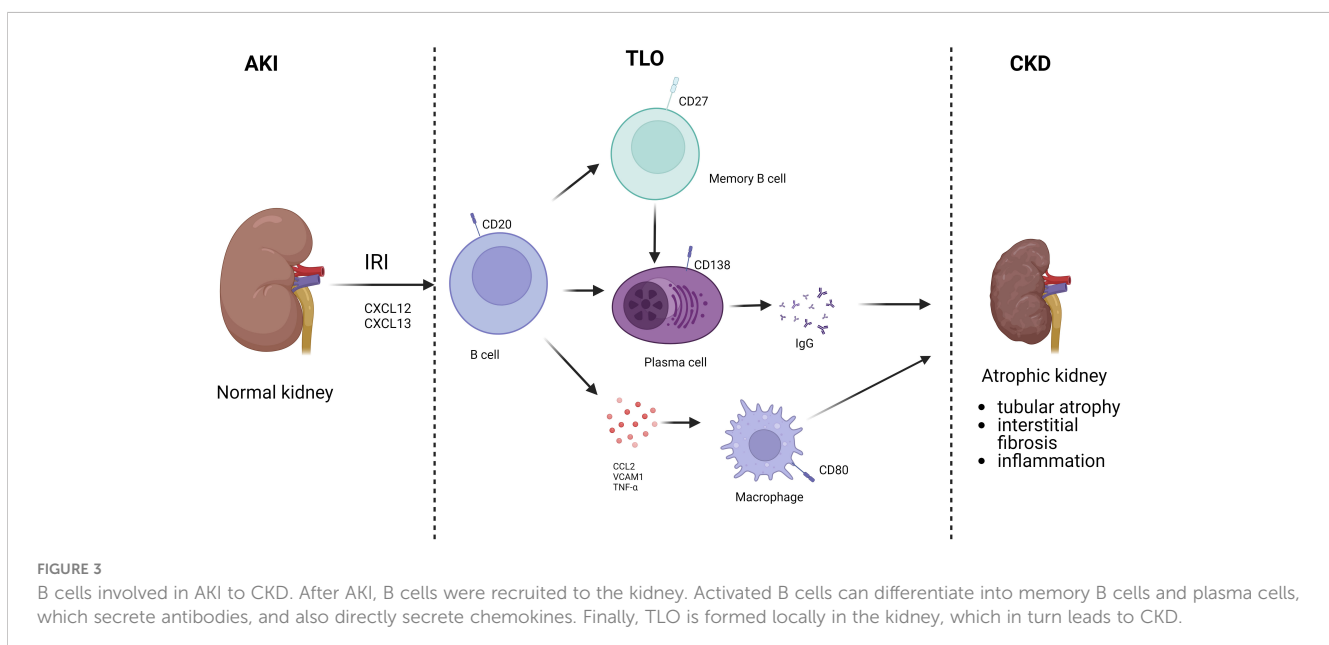 AKI
TLO
CKD
CD27
Memory B cell
CD20
IRI
CXCL12
CXCL13
B cell
CD138
Plasma cell
IgG
Normal kidney
CCL2
VCAM1
TNF-α
CD80
Macrophage
Atrophic kidney
• tubular atrophy
• interstitial
fibrosis
• inflammation
FIGURE 3
B cells involved in AKI to CKD. After AKI, B cells were recruited to the kidney. Activated B cells can differentiate into memory B cells and plasma cells,
which secrete antibodies, and also directly secrete chemokines. Finally, TLO is formed locally in the kidney, which in turn leads to CKD.